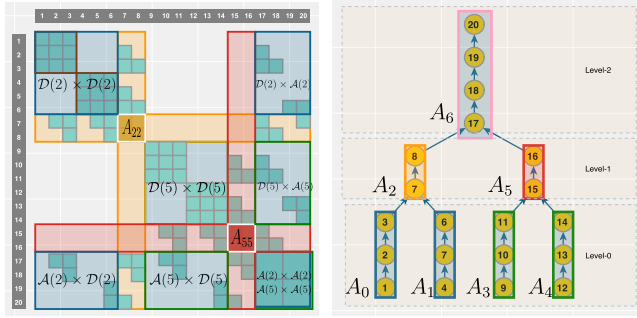 1 2 3 4 5 6 7 8 9 10 11 12 13 14 15 16 17 18 19 20
1
2
3
4
5
6
7
8
9
10
11
12
13
14
15
16
17
18
19
20
𝒟(2) × 𝒟(2)
𝒟(2) × 𝒜(2)
A₂₂
𝒟(5) × 𝒟(5)
𝒟(5) × 𝒜(5)
A₅₅
𝒜(2) × 𝒟(2)
𝒜(5) × 𝒟(5)
𝒜(2) × 𝒜(2)
𝒜(5) × 𝒜(5)
20
19
18
17
A₆
Level-2
8
7
A₂
16
15
A₅
Level-1
3
2
1
A₀
6
7
4
A₁
11
10
9
A₃
14
13
12
A₄
Level-0